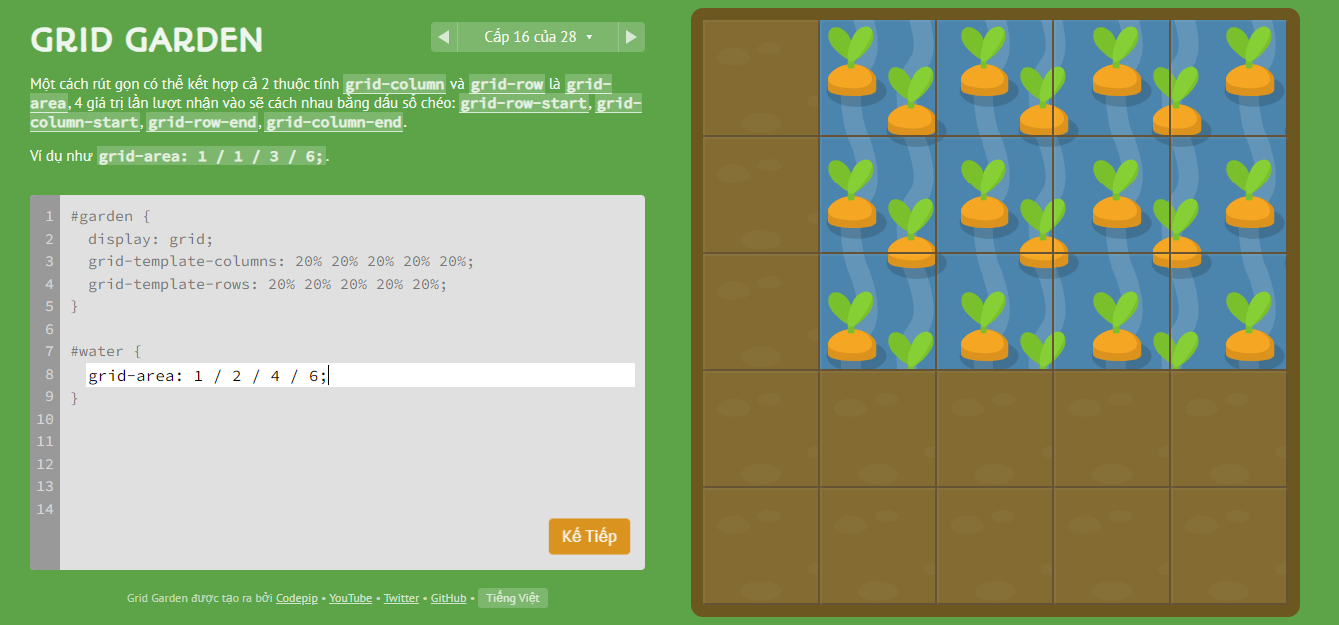 GRID GARDEN
Cấp 16 của 28
Một cách rút gọn có thể kết hợp cả 2 thuộc tính grid-column và grid-row là grid-
area, 4 giá trị lần lượt nhận vào sẽ cách nhau bằng dấu sổ chéo: grid-row-start, grid-
column-start, grid-row-end, grid-column-end.
Ví dụ như grid-area: 1 / 1 / 3 / 6;.
1 #garden {
2 display: grid;
3 grid-template-columns: 20% 20% 20% 20% 20%;
4 grid-template-rows: 20% 20% 20% 20% 20%;
5 }
6
7 #water {
8 grid-area: 1 / 2 / 4 / 6;
9 }
10
11
12
13
14
Kế Tiếp
Grid Garden được tạo ra bởi Codepip • YouTube • Twitter • GitHub • Tiếng Việt